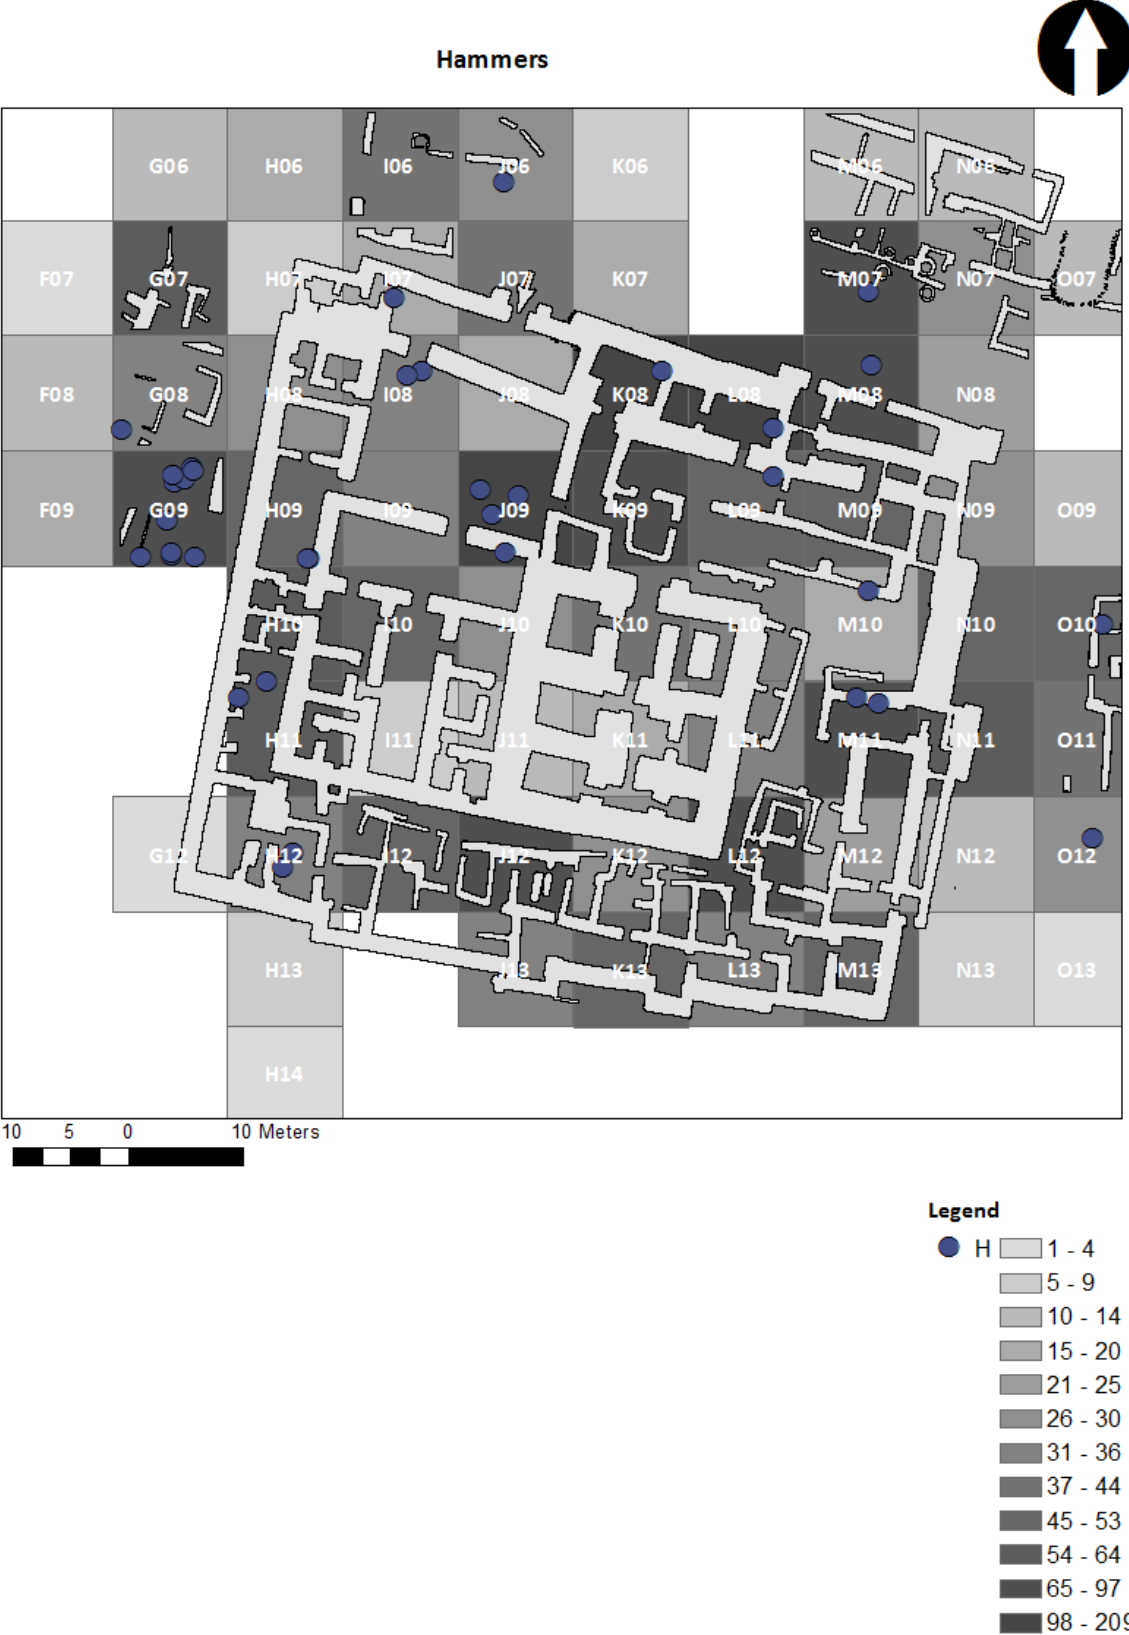 Hammers
G06 H06 I06 J06 K06 M06 N06
F07 G07 H07 I07 J07 K07 M07 N07 O07
F08 G08 H08 I08 J08 K08 L08 M08 N08
F09 G09 H09 I09 J09 K09 L09 M09 N09 O09
H10 I10 J10 K10 L10 M10 N10 O10
H11 I11 J11 K11 L11 M11 N11 O11
G12 H12 I12 J12 K12 L12 M12 N12 O12
H13 J13 K13 L13 M13 N13 O13
H14
10 5 0 10 Meters
Legend
H 1 - 4
5 - 9
10 - 14
15 - 20
21 - 25
26 - 30
31 - 36
37 - 44
45 - 53
54 - 64
65 - 97
98 - 209